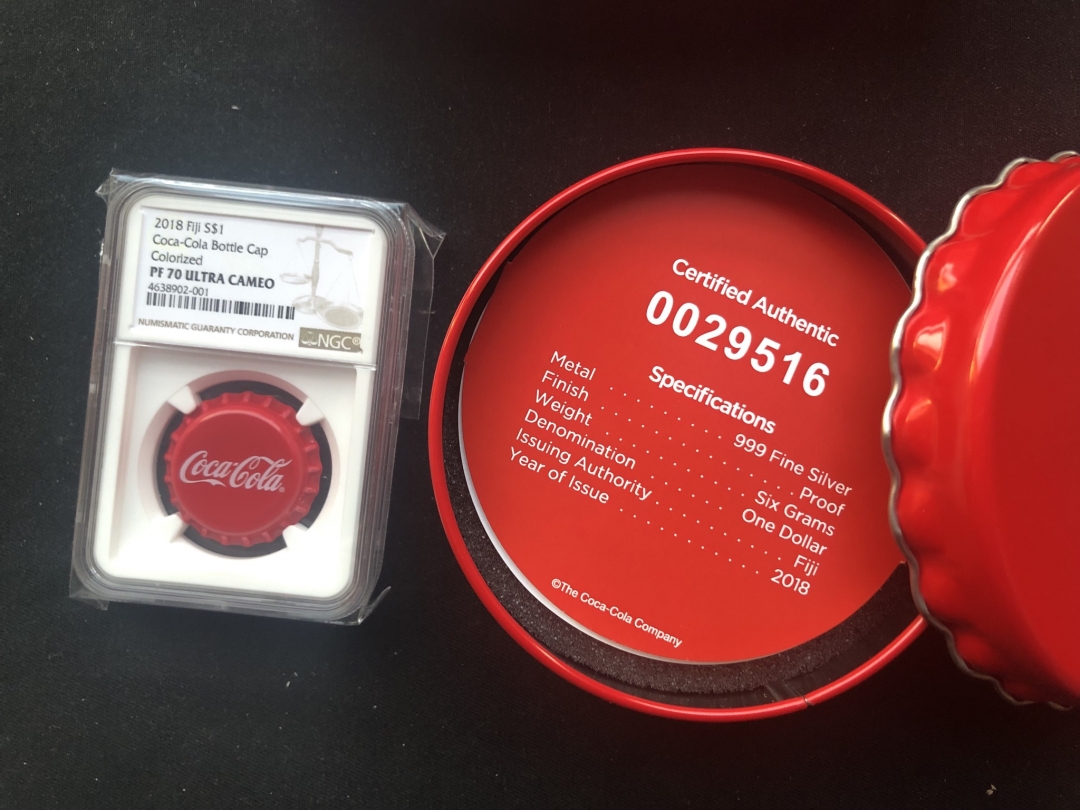 2018 Fiji S$1
Coca-Cola Bottle Cap
Colorized
PF 70 ULTRA CAMEO
4638902-001
NUMISMATIC GUARANTY CORPORATION
NGC®
Coca-Cola®
Certified Authentic
0029516
Specifications
Metal . . . . . . . . . . 999 Fine Silver
Finish . . . . . . . . . . . . . . . Proof
Weight . . . . . . . . . . . . Six Grams
Denomination . . . . . . . One Dollar
Issuing Authority . . . . . . . . . . Fiji
Year of Issue . . . . . . . . . . . 2018
©The Coca-Cola Company